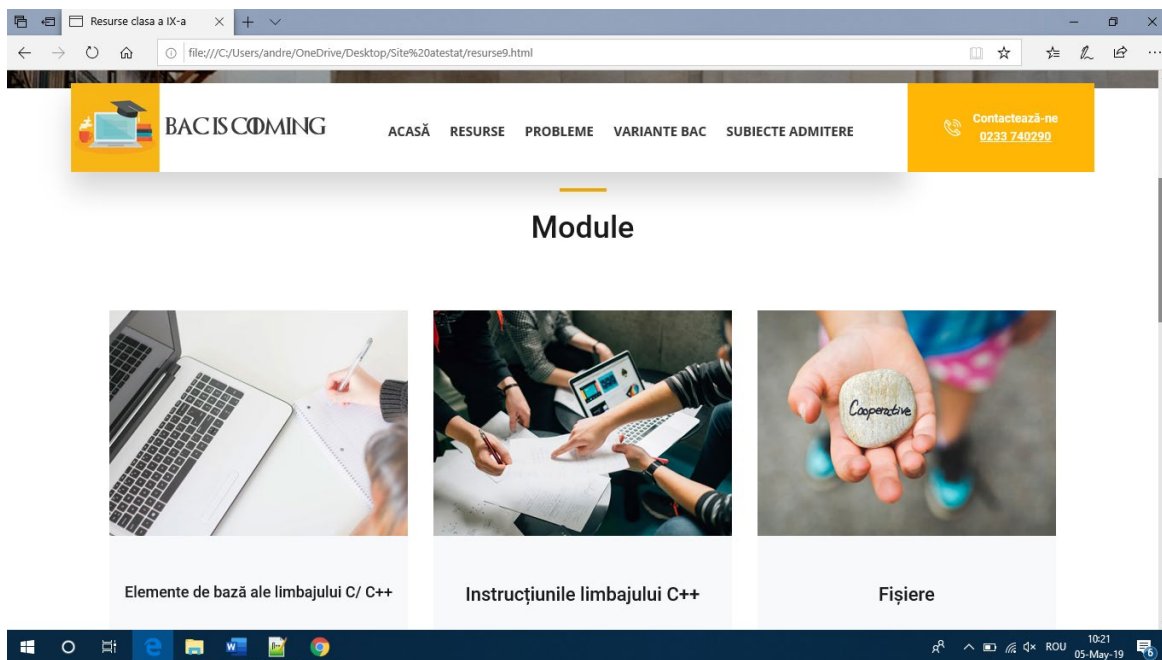 Resurse clasa a IX-a
file:///C:/Users/andre/OneDrive/Desktop/Site%20atestat/resurse9.html
BAC IS COMING
ACASĂ RESURSE PROBLEME VARIANTE BAC SUBIECTE ADMITERE
Contactează-ne
0233 740290
Module
Cooperative
Elemente de bază ale limbajului C/ C++
Instrucțiunile limbajului C++
Fișiere
ROU
10:21
05-May-19
6